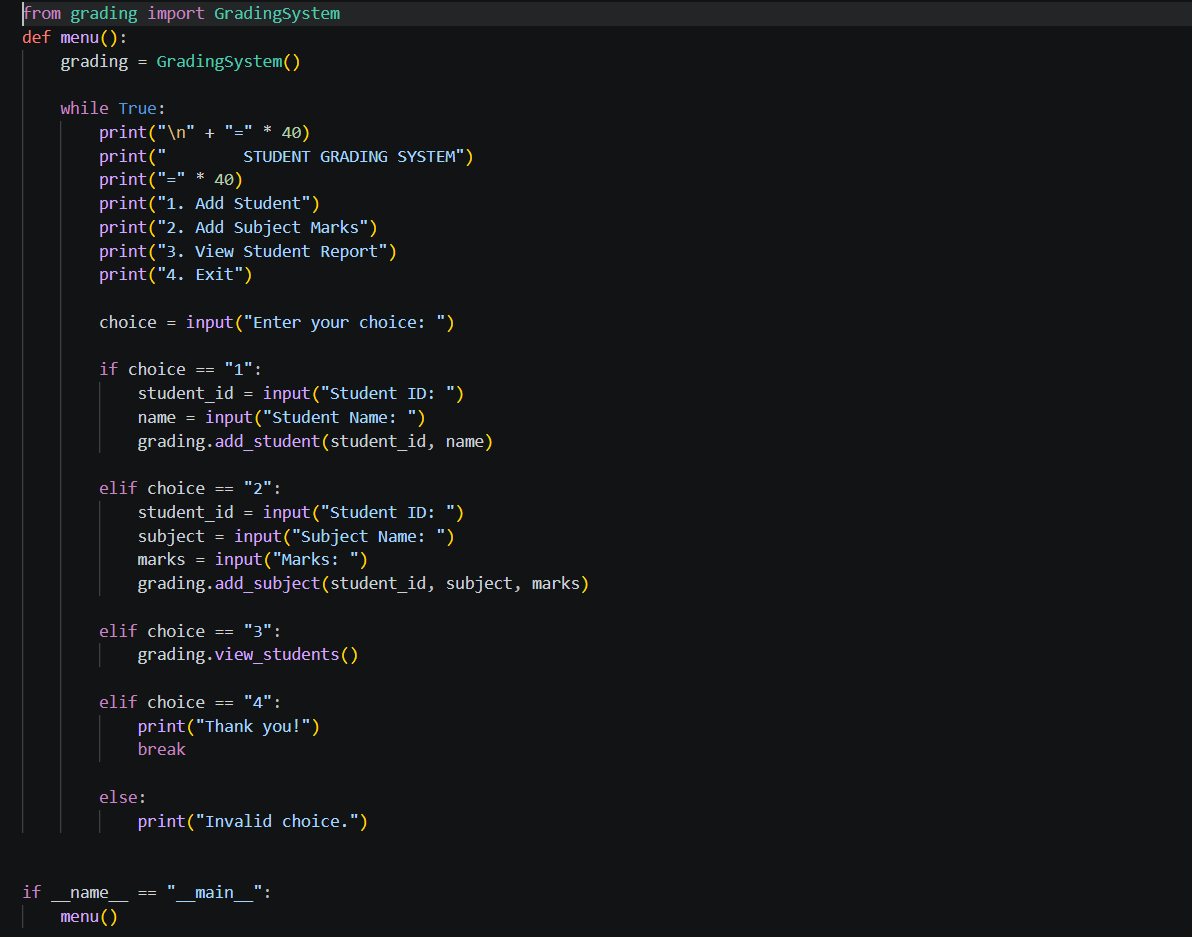 from grading import GradingSystem
def menu():
    grading = GradingSystem()

    while True:
        print("\n" + "=" * 40)
        print("        STUDENT GRADING SYSTEM")
        print("=" * 40)
        print("1. Add Student")
        print("2. Add Subject Marks")
        print("3. View Student Report")
        print("4. Exit")

        choice = input("Enter your choice: ")

        if choice == "1":
            student_id = input("Student ID: ")
            name = input("Student Name: ")
            grading.add_student(student_id, name)

        elif choice == "2":
            student_id = input("Student ID: ")
            subject = input("Subject Name: ")
            marks = input("Marks: ")
            grading.add_subject(student_id, subject, marks)

        elif choice == "3":
            grading.view_students()

        elif choice == "4":
            print("Thank you!")
            break

        else:
            print("Invalid choice.")


if __name__ == "__main__":
    menu()